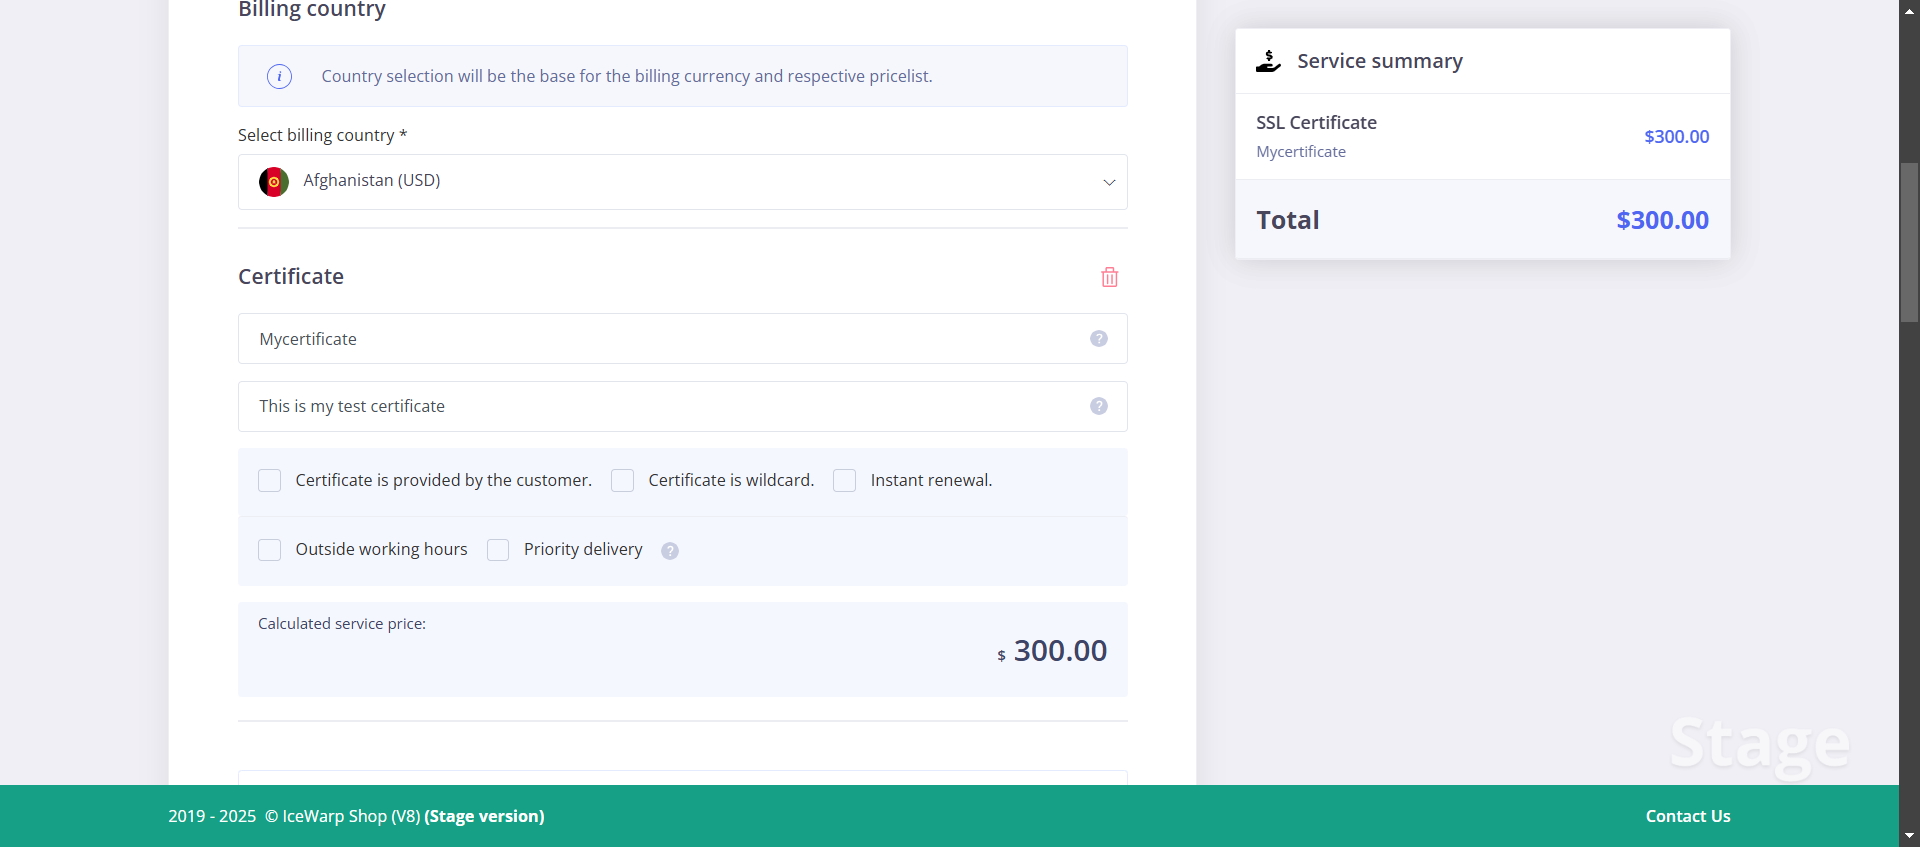 Billing country
i
Country selection will be the base for the billing currency and respective pricelist.
Select billing country *
Afghanistan (USD)
Certificate
Mycertificate
?
This is my test certificate
?
Certificate is provided by the customer.
Certificate is wildcard.
Instant renewal.
Outside working hours
Priority delivery
?
Calculated service price:
$ 300.00
Service summary
SSL Certificate
Mycertificate
$300.00
Total
$300.00
Stage
2019 - 2025 © IceWarp Shop (V8) (Stage version)
Contact Us